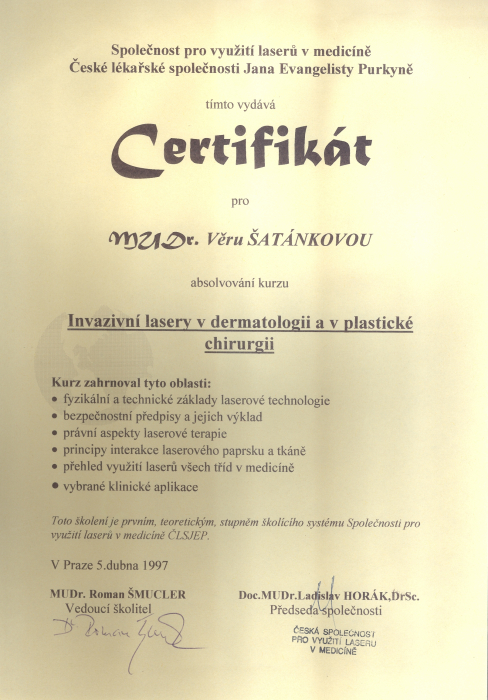 Společnost pro využití laserů v medicíně
České lékařské společnosti Jana Evangelisty Purkyně
tímto vydává
Certifikát
pro
MUDr. Věru ŠATÁNKOVOU
absolvování kurzu
Invazivní lasery v dermatologii a v plastické
chirurgii
Kurz zahrnoval tyto oblasti:
• fyzikální a technické základy laserové technologie
• bezpečnostní předpisy a jejich výklad
• právní aspekty laserové terapie
• principy interakce laserového paprsku a tkáně
• přehled využití laserů všech tříd v medicíně
• vybrané klinické aplikace
Toto školení je prvním, teoretickým, stupněm školícího systému Společnosti pro
využití laserů v medicíně ČLSJEP.
V Praze 5.dubna 1997
MUDr. Roman ŠMUCLER
Vedoucí školitel
Doc.MUDr.Ladislav HORÁK,DrSc.
Předseda společnosti
ČESKÁ SPOLEČNOST
PRO VYUŽITÍ LASERU
V MEDICÍNĚ